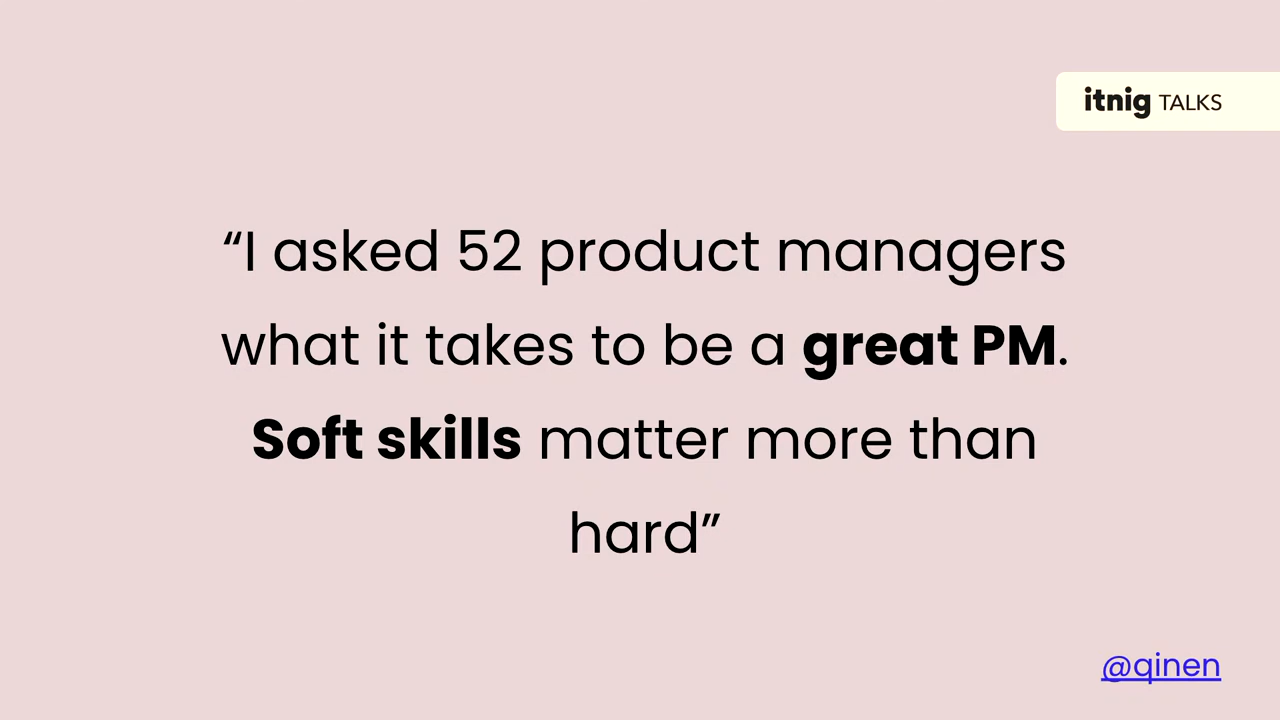 itnig TALKS
“I asked 52 product managers
what it takes to be a great PM.
Soft skills matter more than
hard”
@qinen